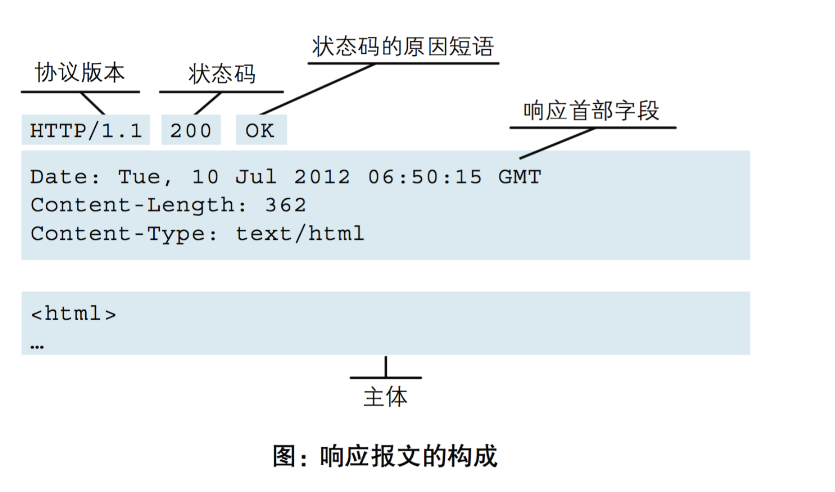 状态码的原因短语
协议版本 状态码
响应首部字段
HTTP/1.1 200 OK
Date: Tue, 10 Jul 2012 06:50:15 GMT
Content-Length: 362
Content-Type: text/html
<html>
…
主体
图：响应报文的构成